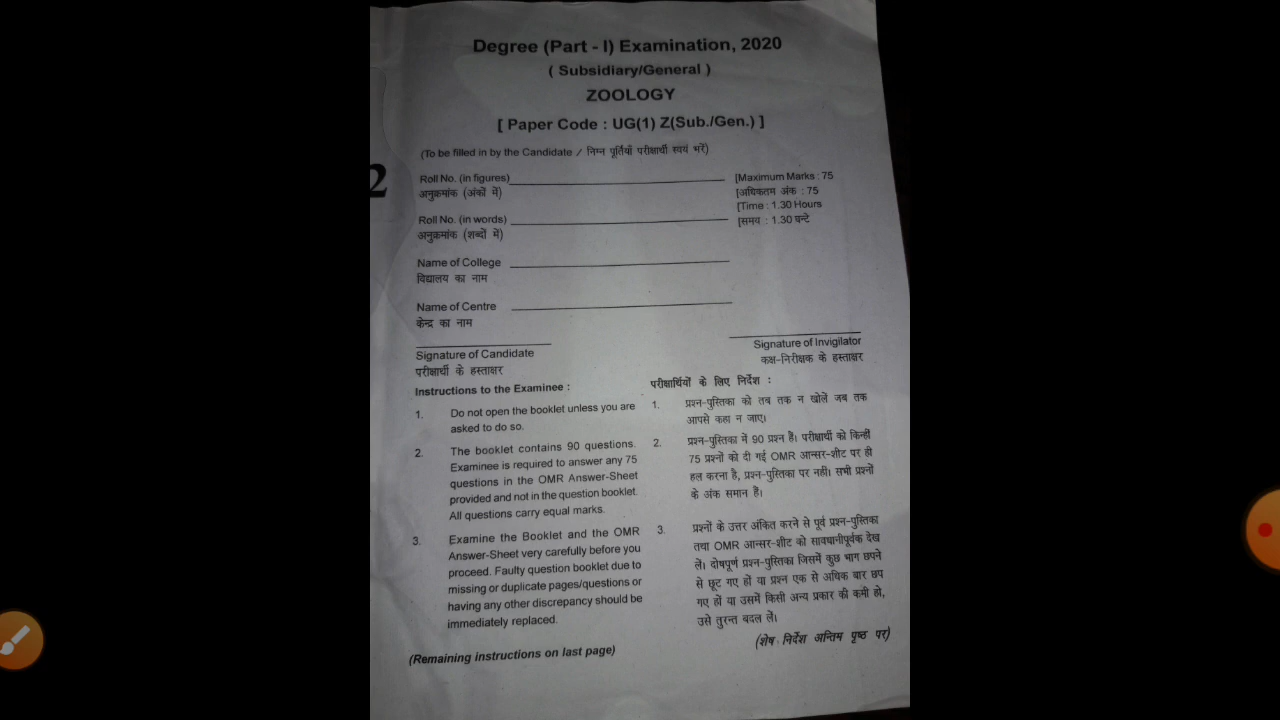 Degree (Part - I) Examination, 2020
( Subsidiary/General )
ZOOLOGY
[ Paper Code : UG(1) Z(Sub./Gen.) ]
(To be filled in by the Candidate / निम्न पूर्तियाँ परीक्षार्थी स्वयं भरें)
2
Roll No. (in figures)
अनुक्रमांक (अंकों में)
[Maximum Marks : 75
[अधिकतम अंक : 75
[Time : 1.30 Hours
[समय : 1.30 घन्टे
Roll No. (in words)
अनुक्रमांक (शब्दों में)
Name of College
विद्यालय का नाम
Name of Centre
केन्द्र का नाम
Signature of Candidate
परीक्षार्थी के हस्ताक्षर
Signature of Invigilator
कक्ष-निरीक्षक के हस्ताक्षर
Instructions to the Examinee :
1. Do not open the booklet unless you are
asked to do so.
2. The booklet contains 90 questions.
Examinee is required to answer any 75
questions in the OMR Answer-Sheet
provided and not in the question booklet.
All questions carry equal marks.
3. Examine the Booklet and the OMR
Answer-Sheet very carefully before you
proceed. Faulty question booklet due to
missing or duplicate pages/questions or
having any other discrepancy should be
immediately replaced.
(Remaining instructions on last page)
परीक्षार्थियों के लिए निर्देश :
1. प्रश्न-पुस्तिका को तब तक न खोलें जब तक
आपसे कहा न जाए।
2. प्रश्न-पुस्तिका में 90 प्रश्न हैं। परीक्षार्थी को किन्हीं
75 प्रश्नों को दी गई OMR आन्सर-शीट पर ही
हल करना है, प्रश्न-पुस्तिका पर नहीं। सभी प्रश्नों
के अंक समान हैं।
3. प्रश्नों के उत्तर अंकित करने से पूर्व प्रश्न-पुस्तिका
तथा OMR आन्सर-शीट को सावधानीपूर्वक देख
लें। दोषपूर्ण प्रश्न-पुस्तिका जिसमें कुछ भाग छपने
से छूट गए हों या प्रश्न एक से अधिक बार छप
गए हों या उसमें किसी अन्य प्रकार की कमी हो,
उसे तुरन्त बदल लें।
(शेष निर्देश अन्तिम पृष्ठ पर)